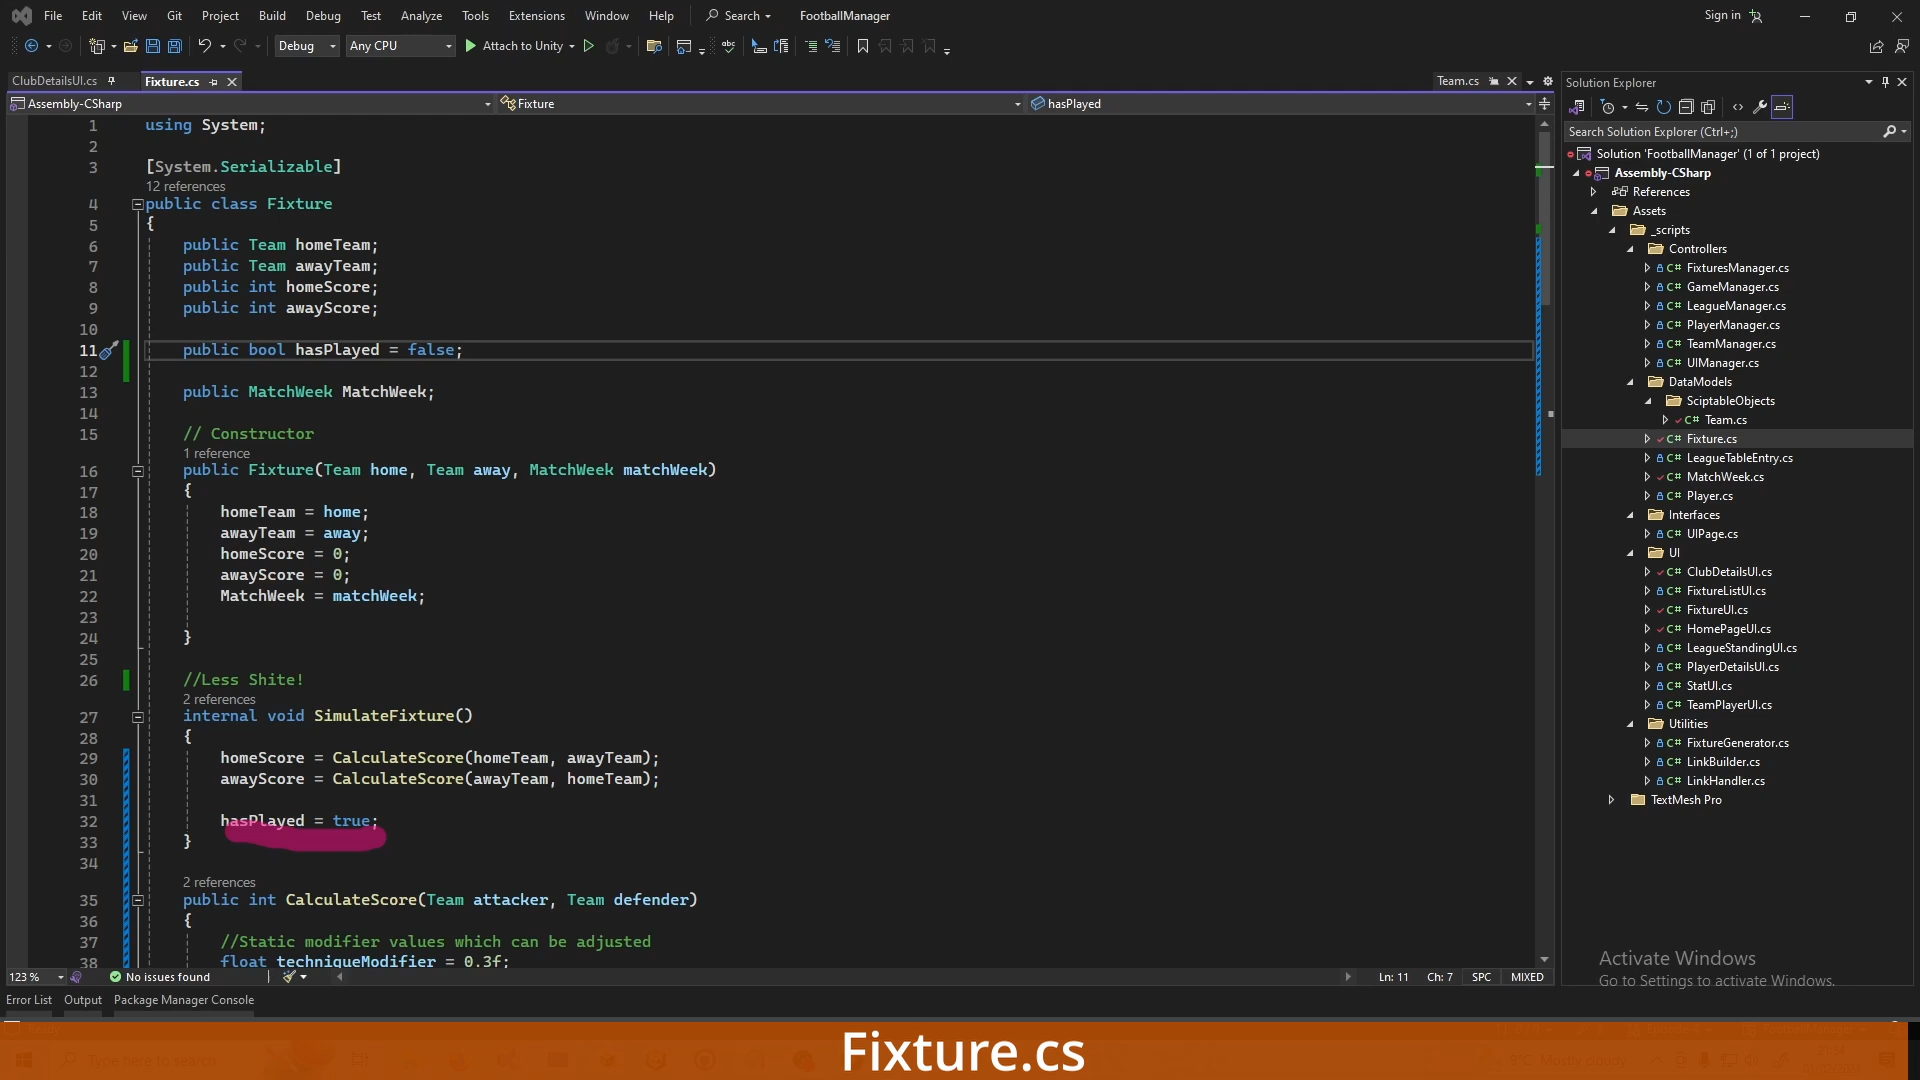 File Edit View Git Project Build Debug Test Analyze Tools Extensions Window Help Search FootballManager Sign in
Debug Any CPU Attach to Unity
ClubDetailsUI.cs Fixture.cs Team.cs
Assembly-CSharp Fixture hasPlayed
1 using System;
2
3 [System.Serializable]
12 references
4 public class Fixture
5 {
6 public Team homeTeam;
7 public Team awayTeam;
8 public int homeScore;
9 public int awayScore;
10
11 public bool hasPlayed = false;
12
13 public MatchWeek MatchWeek;
14
15 // Constructor
1 reference
16 public Fixture(Team home, Team away, MatchWeek matchWeek)
17 {
18 homeTeam = home;
19 awayTeam = away;
20 homeScore = 0;
21 awayScore = 0;
22 MatchWeek = matchWeek;
23
24 }
25
26 //Less Shite!
2 references
27 internal void SimulateFixture()
28 {
29 homeScore = CalculateScore(homeTeam, awayTeam);
30 awayScore = CalculateScore(awayTeam, homeTeam);
31
32 hasPlayed = true;
33 }
34
2 references
35 public int CalculateScore(Team attacker, Team defender)
36 {
37 //Static modifier values which can be adjusted
38 float techniqueModifier = 0.3f;
123 % No issues found Ln: 11 Ch: 7 SPC MIXED
Error List Output Package Manager Console
Solution Explorer
Search Solution Explorer (Ctrl+;)
Solution 'FootballManager' (1 of 1 project)
Assembly-CSharp
References
Assets
_scripts
Controllers
C# FixturesManager.cs
C# GameManager.cs
C# LeagueManager.cs
C# PlayerManager.cs
C# TeamManager.cs
C# UIManager.cs
DataModels
SciptableObjects
C# Team.cs
C# Fixture.cs
C# LeagueTableEntry.cs
C# MatchWeek.cs
C# Player.cs
Interfaces
C# UIPage.cs
UI
C# ClubDetailsUI.cs
C# FixtureListUI.cs
C# FixtureUI.cs
C# HomePageUI.cs
C# LeagueStandingUI.cs
C# PlayerDetailsUI.cs
C# StatUI.cs
C# TeamPlayerUI.cs
Utilities
C# FixtureGenerator.cs
C# LinkBuilder.cs
C# LinkHandler.cs
TextMesh Pro
Activate Windows
Go to Settings to activate Windows.
Ready
Type here to search
Fixture.cs
9°C Mostly cloudy